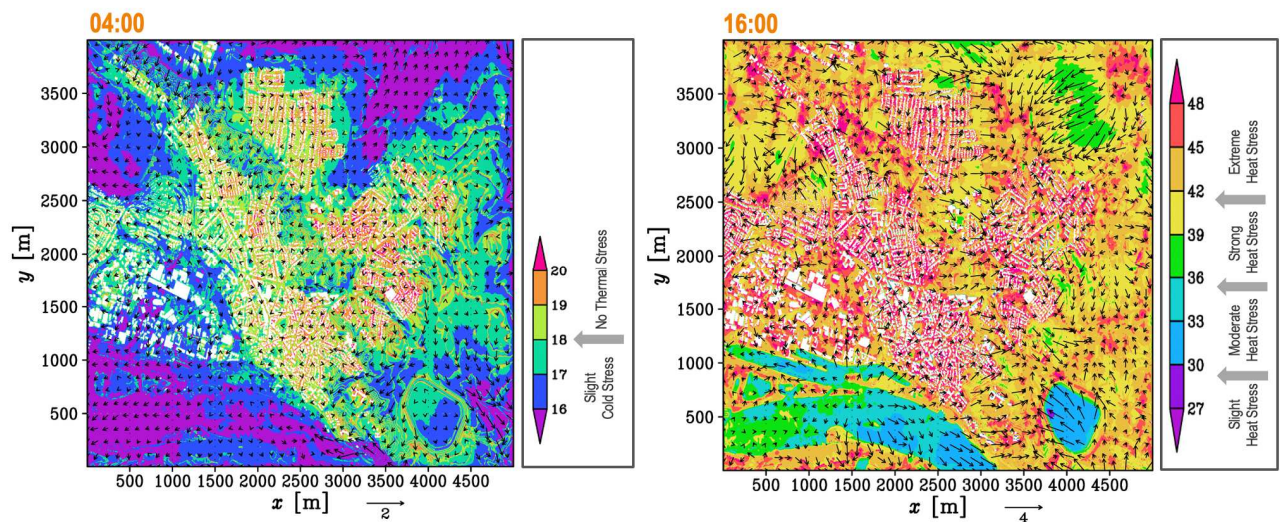 04:00
3500
3000
2500
2000
1500
1000
500
y [m]
500 1000 1500 2000 2500 3000 3500 4000 4500
x [m]
2
20
19
18
17
16
No Thermal Stress
Slight
Cold Stress
16:00
3500
3000
2500
2000
1500
1000
500
y [m]
500 1000 1500 2000 2500 3000 3500 4000 4500
x [m]
4
48
45
42
39
36
33
30
27
Extreme
Heat Stress
Strong
Heat Stress
Moderate
Heat Stress
Slight
Heat Stress